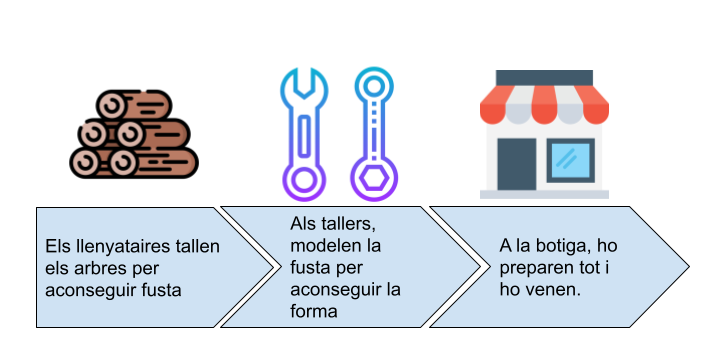 Els llenyataires tallen
els arbres per
aconseguir fusta
Als tallers,
modelen la
fusta per
aconseguir la
forma
A la botiga, ho
preparen tot i
ho venen.